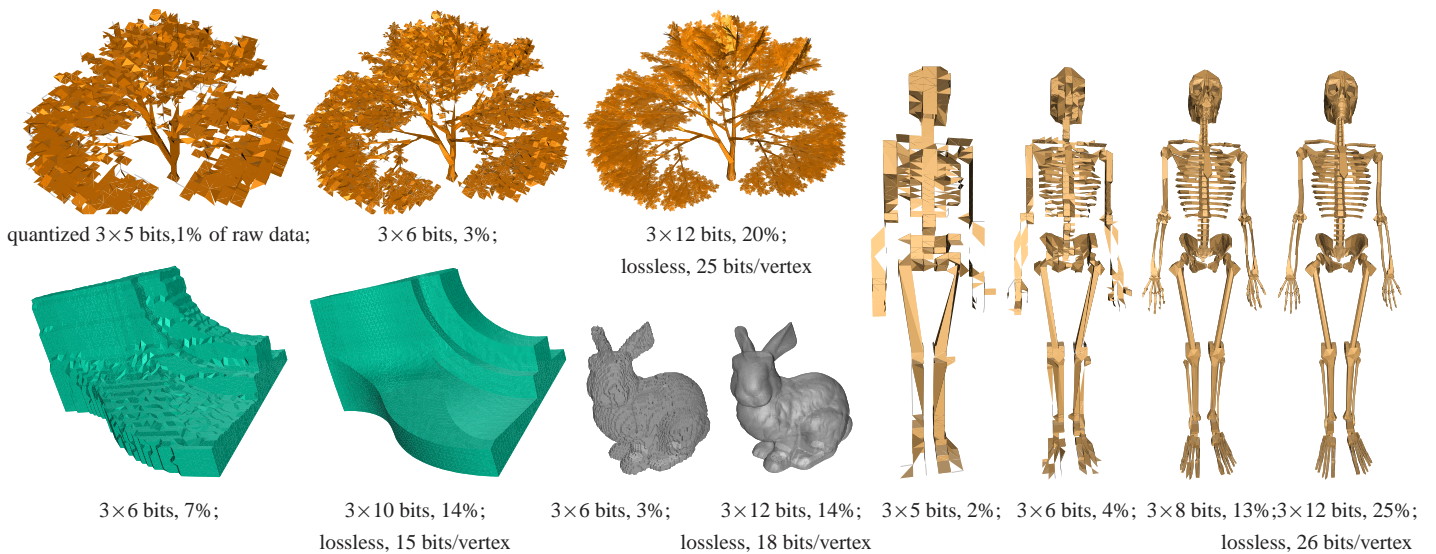 quantized 3×5 bits,1% of raw data;
3×6 bits, 3%;
3×12 bits, 20%;
lossless, 25 bits/vertex
3×6 bits, 7%;
3×10 bits, 14%;
lossless, 15 bits/vertex
3×6 bits, 3%;
3×12 bits, 14%;
lossless, 18 bits/vertex
3×5 bits, 2%;
3×6 bits, 4%;
3×8 bits, 13%;
3×12 bits, 25%;
lossless, 26 bits/vertex